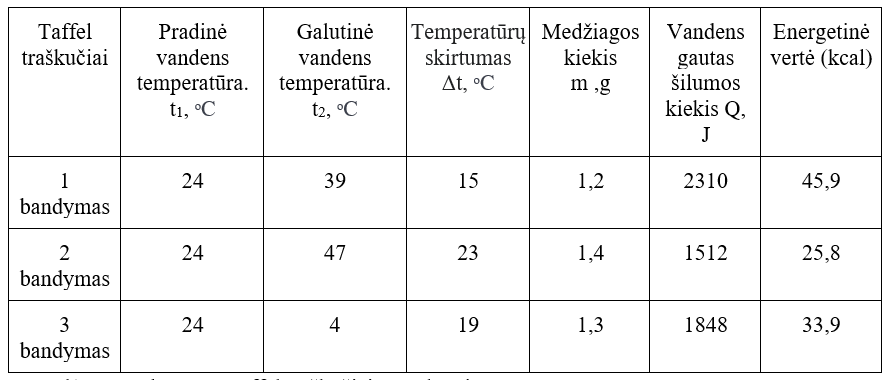 Taffel
traškučiai
Pradinė
vandens
temperatūra.
t₁, ᵒC
Galutinė
vandens
temperatūra.
t₂, ᵒC
Temperatūrų
skirtumas
Δt, ᵒC
Medžiagos
kiekis
m ,g
Vandens
gautas
šilumos
kiekis Q,
J
Energetinė
vertė (kcal)
1
bandymas
24
39
15
1,2
2310
45,9
2
bandymas
24
47
23
1,4
1512
25,8
3
bandymas
24
4
19
1,3
1848
33,9